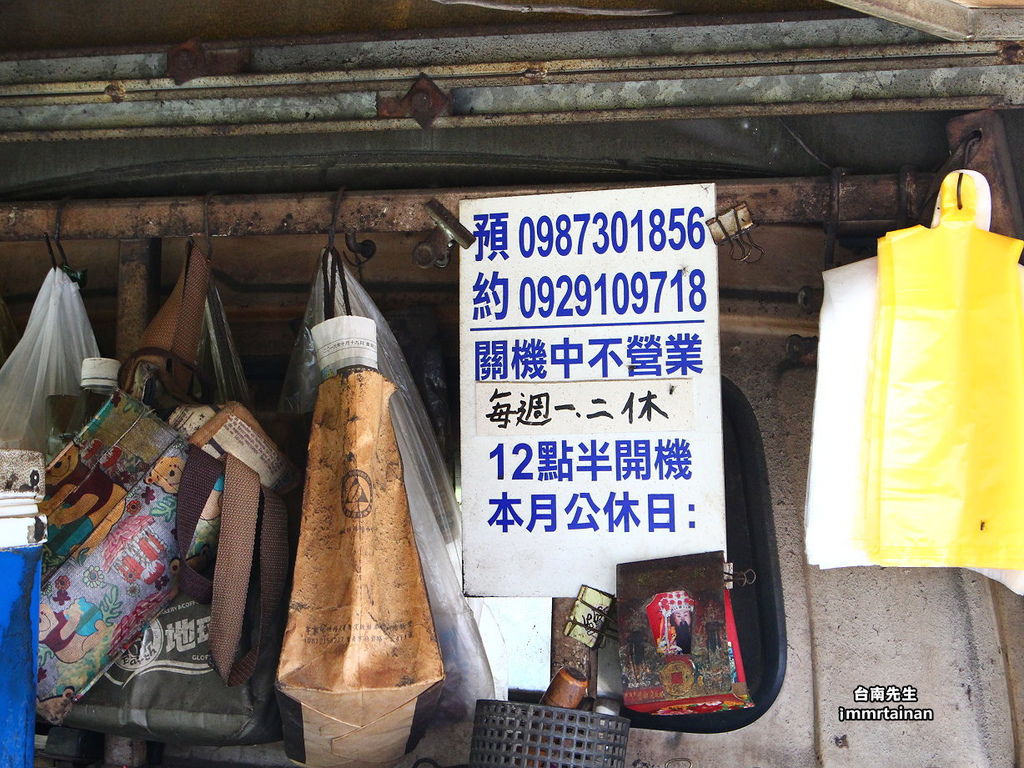 預 0987301856
約 0929109718
關機中不營業
每週一、二休
12點半開機
本月公休日:
地球
台南先生
immrtainan